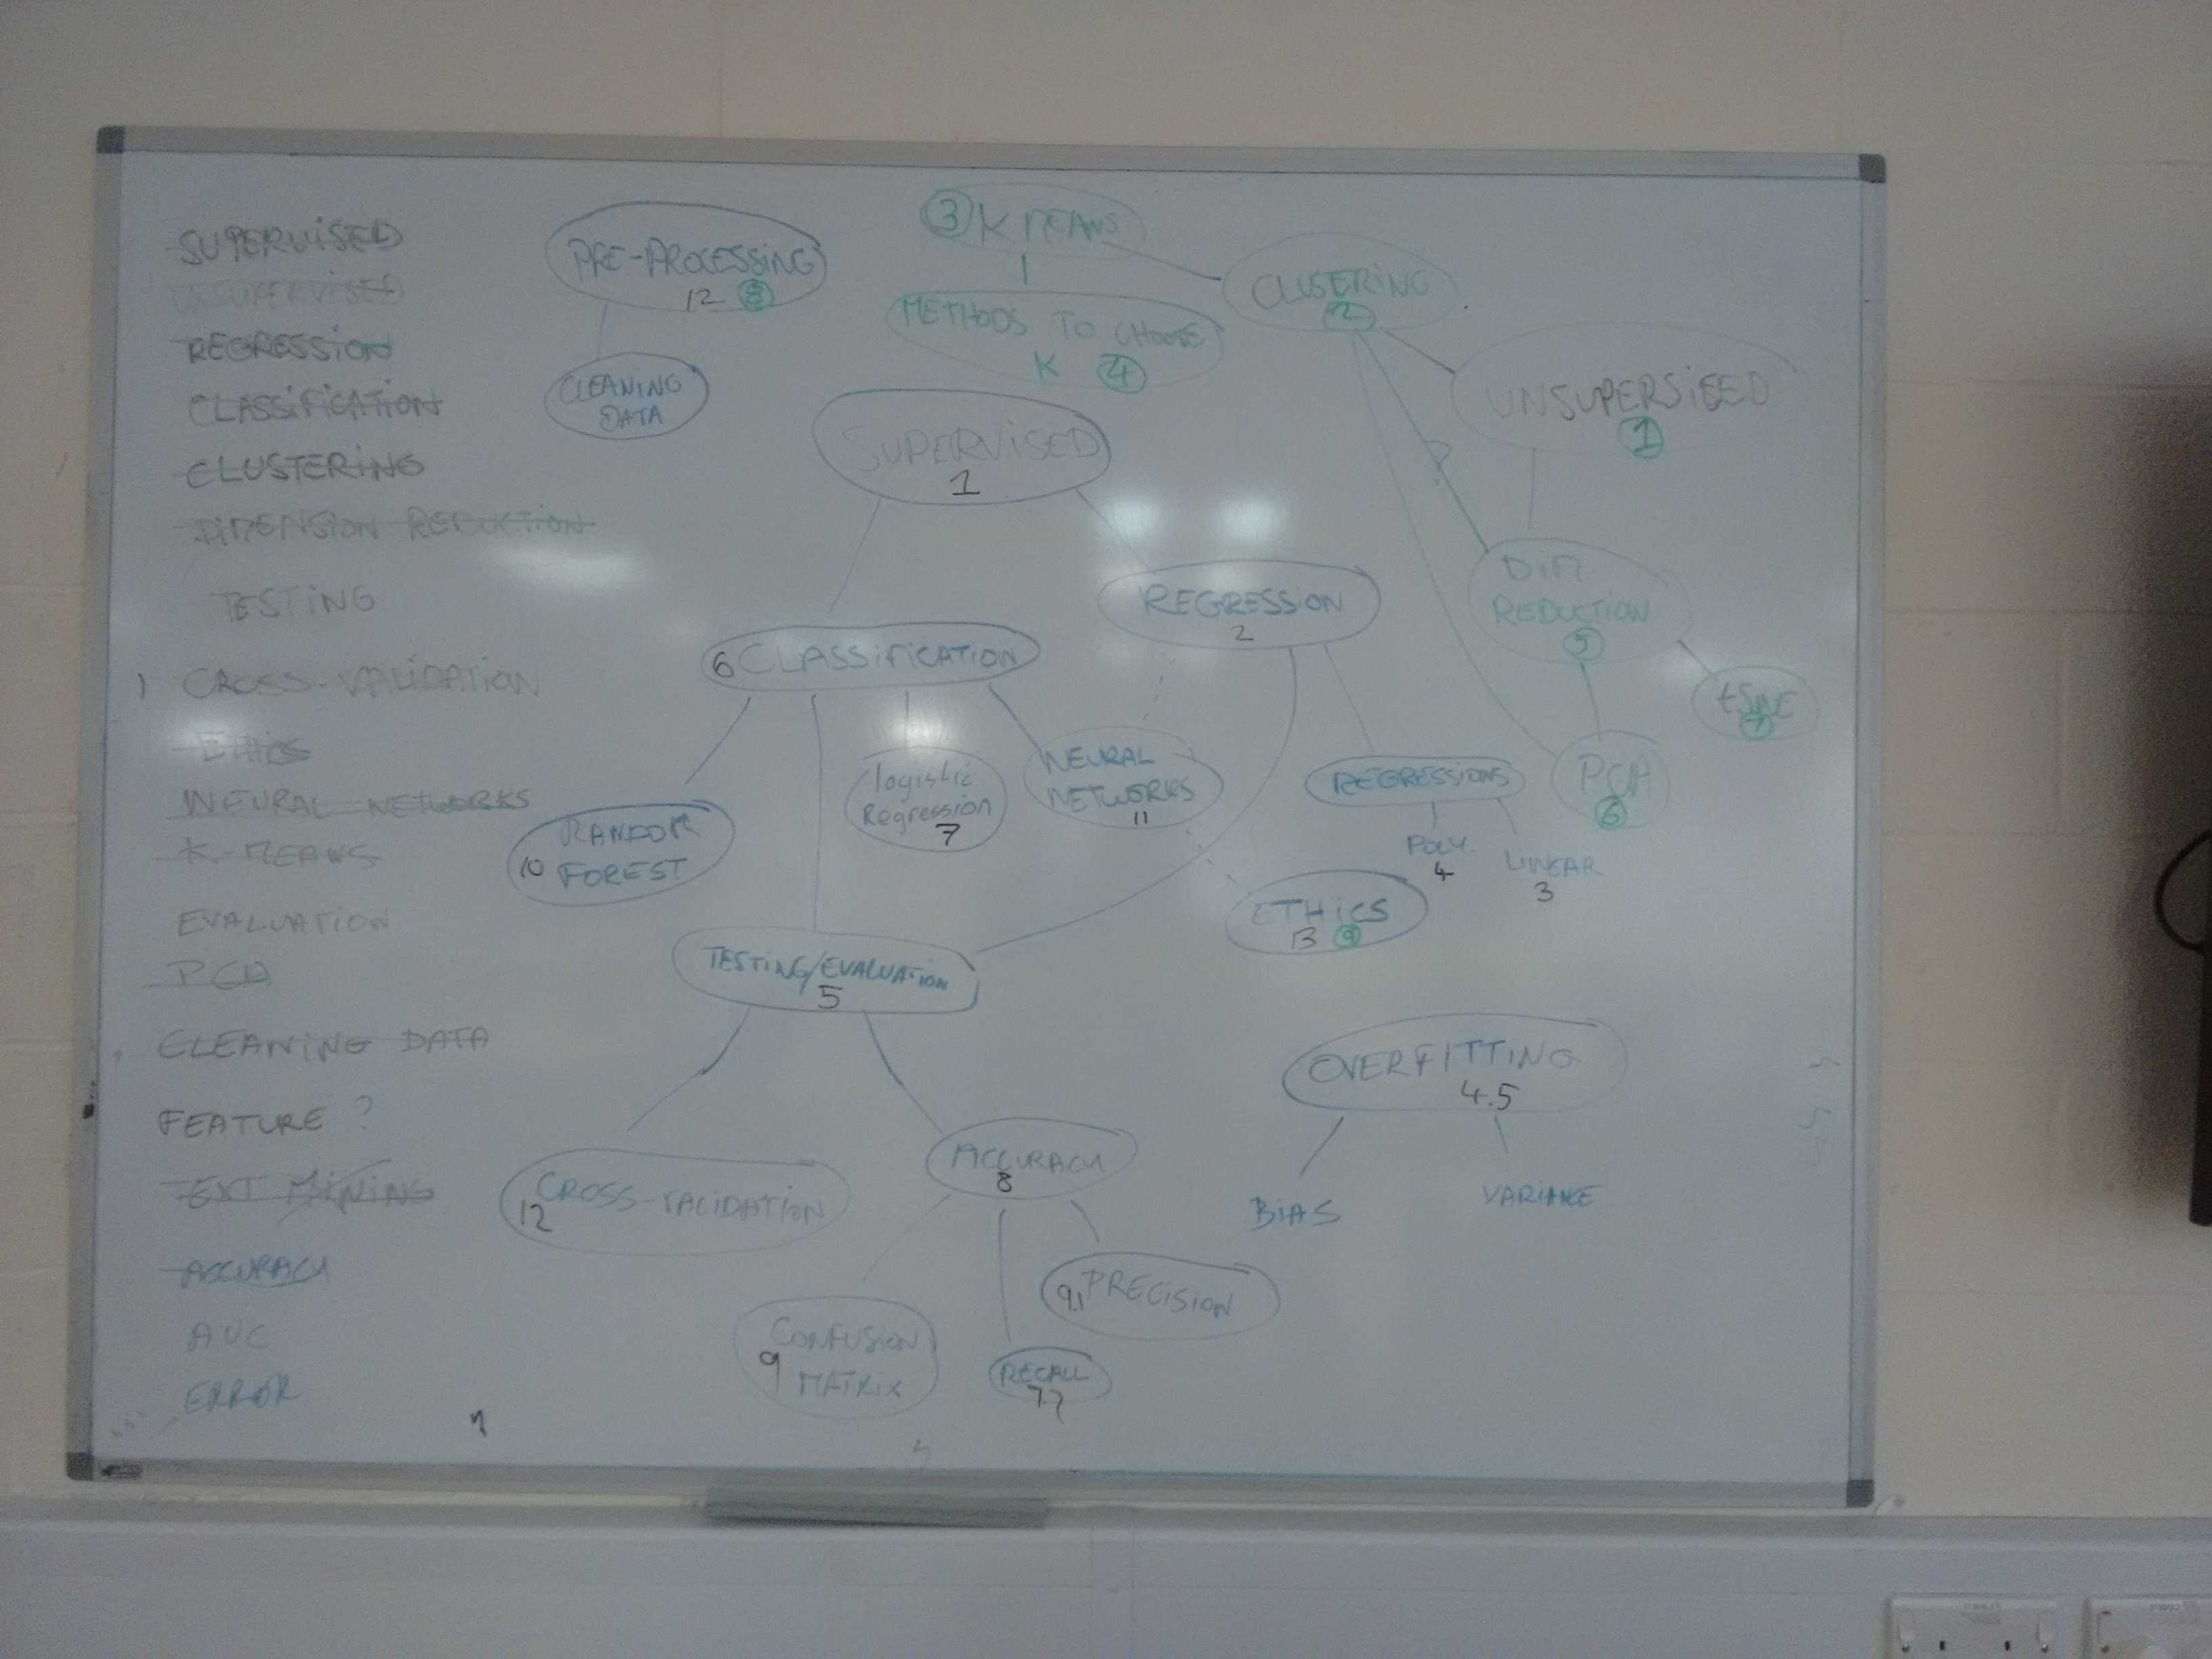 SUPERVISED
UNSUPERVISED
REGRESSION
CLASSIFICATION
CLUSTERING
DIMENSION REDUCTION
TESTING
CROSS-VALIDATION
ETHICS
NEURAL NETWORKS
K-MEANS
EVALUATION
PCA
CLEANING DATA
FEATURE ?
TEXT MINING
ACCURACY
AUC
ERROR
PRE-PROCESSING
12 8
CLEANING
DATA
3 K MEANS
METHODS TO CHOOSE
K 4
CLUSTERING
2
UNSUPERSIEED
1
SUPERVISED
1
DIM
REDUCTION
5
REGRESSION
2
6 CLASSIFICATION
tSNE
7
PCA
6
logistic
Regression
7
NEURAL
NETWORKS
11
REGRESSIONS
POLY.
4
LINEAR
3
RANDOM
10 FOREST
ETHICS
13 9
TESTING/EVALUATION
5
OVERFITTING
4.5
BIAS
VARIANCE
ACCURACY
8
CROSS-VALIDATION
12
9.1 PRECISION
CONFUSION
9 MATRIX
RECALL